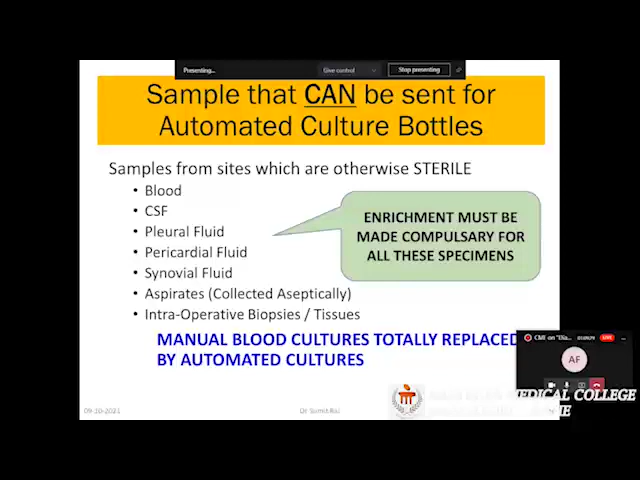 Presenting...
Give control
Stop presenting
Sample that CAN be sent for
Automated Culture Bottles
Samples from sites which are otherwise STERILE
• Blood
• CSF
• Pleural Fluid
• Pericardial Fluid
• Synovial Fluid
• Aspirates (Collected Aseptically)
• Intra-Operative Biopsies / Tissues
ENRICHMENT MUST BE
MADE COMPULSARY FOR
ALL THESE SPECIMENS
MANUAL BLOOD CULTURES TOTALLY REPLACED
BY AUTOMATED CULTURES
LIVE
AF
MEDICAL COLLEGE
09-10-2021
Dr Sumit Rai